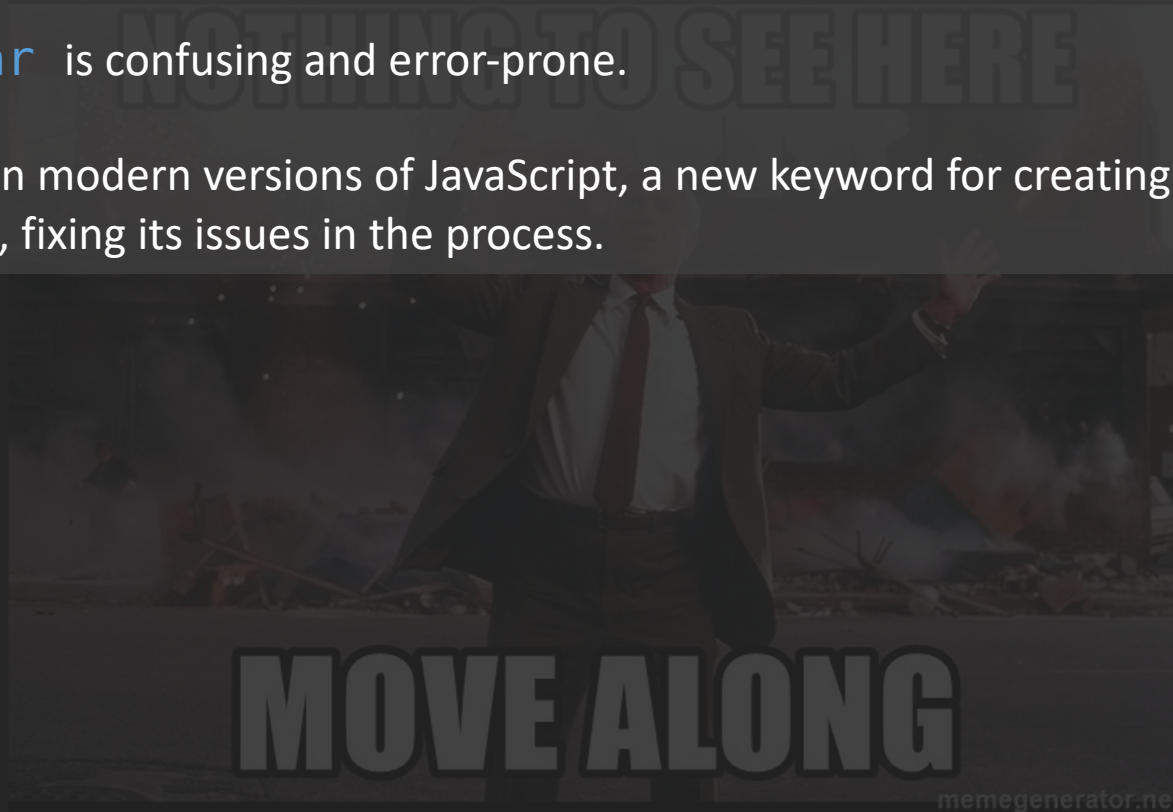 NOTHING TO SEE HERE
ar is confusing and error-prone.
n modern versions of JavaScript, a new keyword for creating
, fixing its issues in the process.
MOVE ALONG
memegenerator.ne